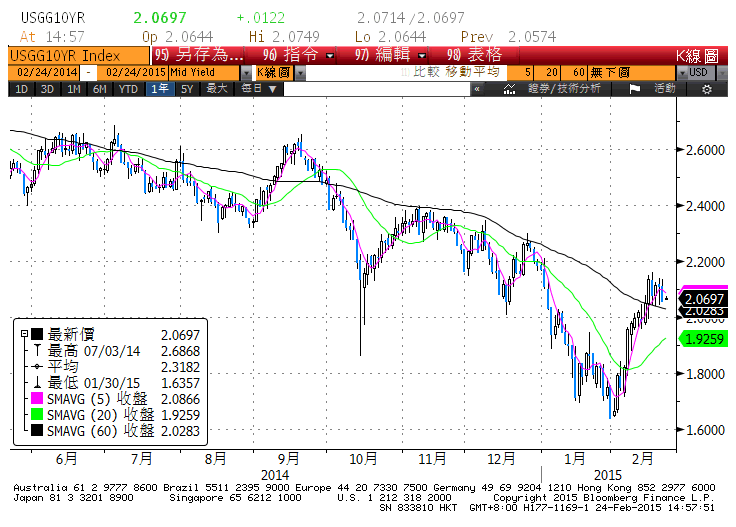 USGG10YR 2.0697 +.0122 2.0714/2.0697
At 14:57 Op 2.0644 Hi 2.0749 Lo 2.0644 Prev 2.0574
USGG10YR Index 95) 另存為... 96) 指令 97) 編輯 98) 表格 K線圖
02/24/2014 - 02/24/2015 Mid Yield K線圖 比較 移動平均 5 20 60 無下圖 USD
1D 3D 1M 6M YTD 1年 5Y 最大 每日 ▼ « 證券/技術分析 活動
2.6000
2.4000
2.2000
2.0697
2.0283
2.0000
1.9259
1.8000
1.6000
最新價 2.0697
最高 07/03/14 2.6868
平均 2.3182
最低 01/30/15 1.6357
SMAVG (5) 收盤 2.0866
SMAVG (20) 收盤 1.9259
SMAVG (60) 收盤 2.0283
6月 7月 8月 9月 10月 11月 12月 1月 2月
2014 2015
Australia 61 2 9777 8600 Brazil 5511 2395 9000 Europe 44 20 7330 7500 Germany 49 69 9204 1210 Hong Kong 852 2977 6000
Japan 81 3 3201 8900 Singapore 65 6212 1000 U.S. 1 212 318 2000 Copyright 2015 Bloomberg Finance L.P.
SN 833810 HKT GMT+8:00 H177-1169-1 24-Feb-2015 14:57:51